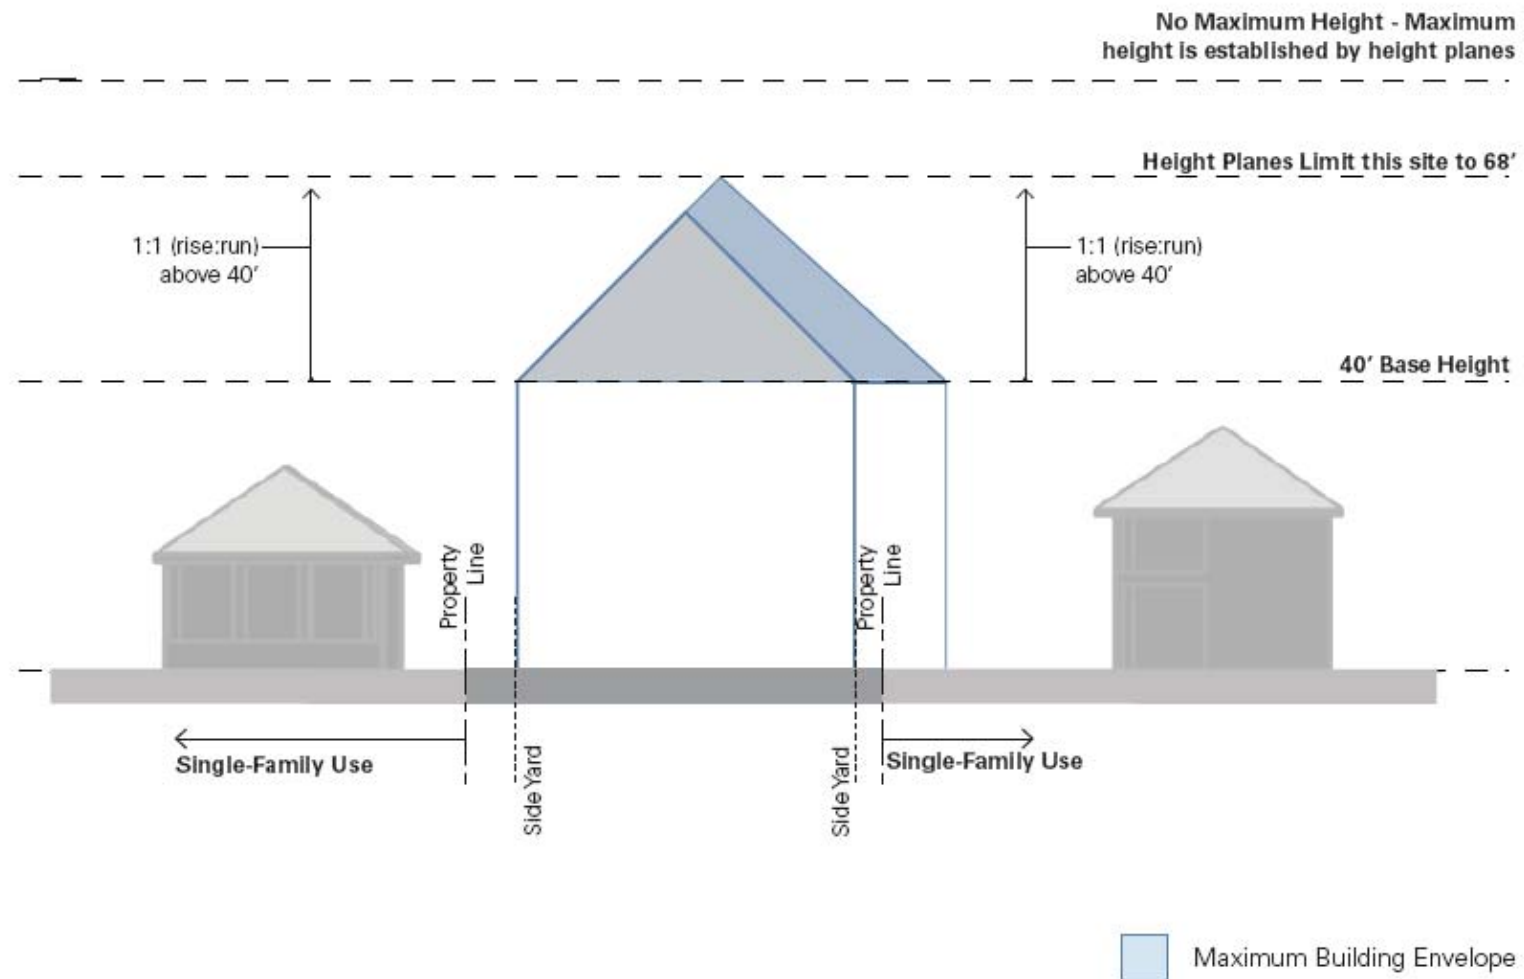 No Maximum Height - Maximum
height is established by height planes
Height Planes Limit this site to 68′
1:1 (rise:run)
above 40′
1:1 (rise:run)
above 40′
40′ Base Height
Property
Line
Property
Line
Single-Family Use
Side Yard
Side Yard
Single-Family Use
Maximum Building Envelope